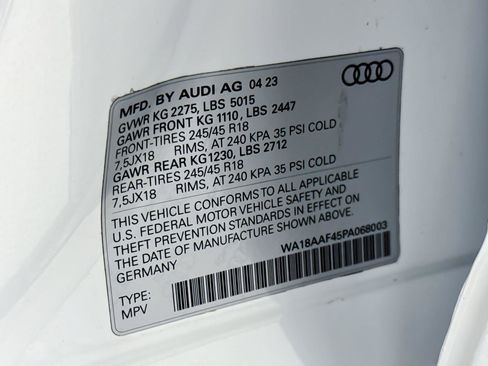 MFD. BY AUDI AG 04 23
GVWR KG 2275, LBS 5015
GAWR FRONT KG 1110, LBS 2447
FRONT-TIRES 245/45 R18
7,5JX18 RIMS, AT 240 KPA 35 PSI COLD
GAWR REAR KG1230, LBS 2712
REAR-TIRES 245/45 R18
7,5JX18 RIMS, AT 240 KPA 35 PSI COLD
THIS VEHICLE CONFORMS TO ALL APPLICABLE
U.S. FEDERAL MOTOR VEHICLE SAFETY AND
THEFT PREVENTION STANDARDS IN EFFECT
ON THE DATE OF MANUFACTURE SHOWN ABOVE
GERMANY
WA18AAF45PA068003
TYPE:
MPV